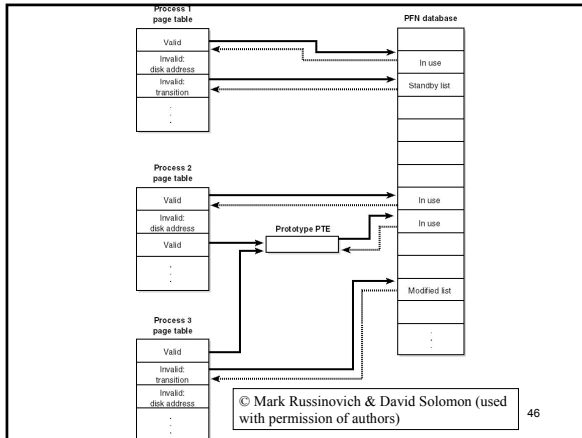 Process 1
page table
Valid
Invalid:
disk address
Invalid:
transition
.
.
.
PFN database
In use
Standby list
In use
In use
Modified list
.
.
.
Process 2
page table
Valid
Invalid:
disk address
Valid
.
.
.
Prototype PTE
Process 3
page table
Valid
Invalid:
transition
Invalid:
disk address
.
.
© Mark Russinovich & David Solomon (used
with permission of authors)
46